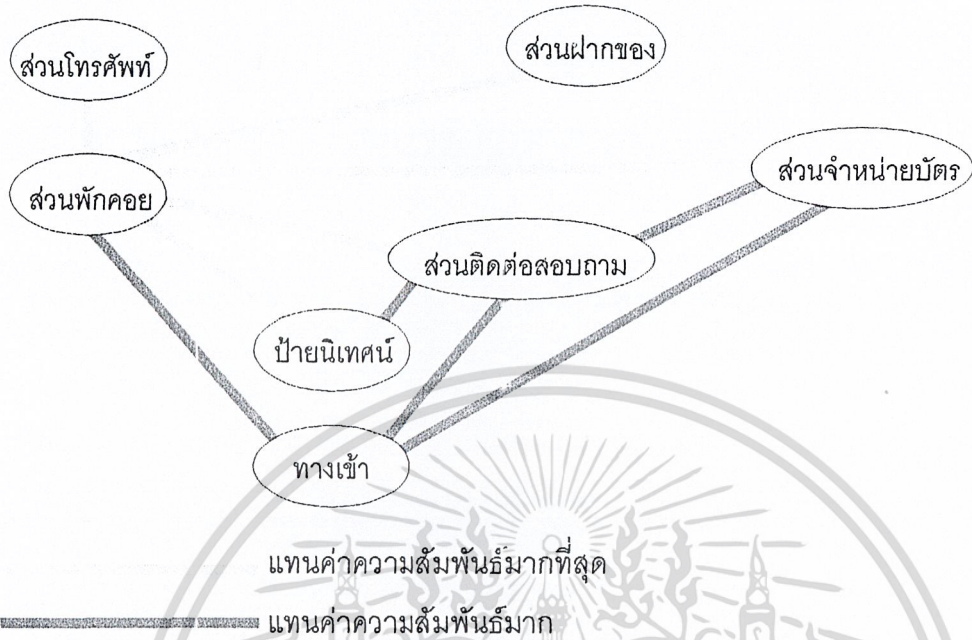 ส่วนโทรศัพท์
ส่วนฝากของ
ส่วนพักคอย
ส่วนจำหน่ายบัตร
ส่วนติดต่อสอบถาม
ป้ายนิเทศน์
ทางเข้า
แทนค่าความสัมพันธ์มากที่สุด
แทนค่าความสัมพันธ์มาก